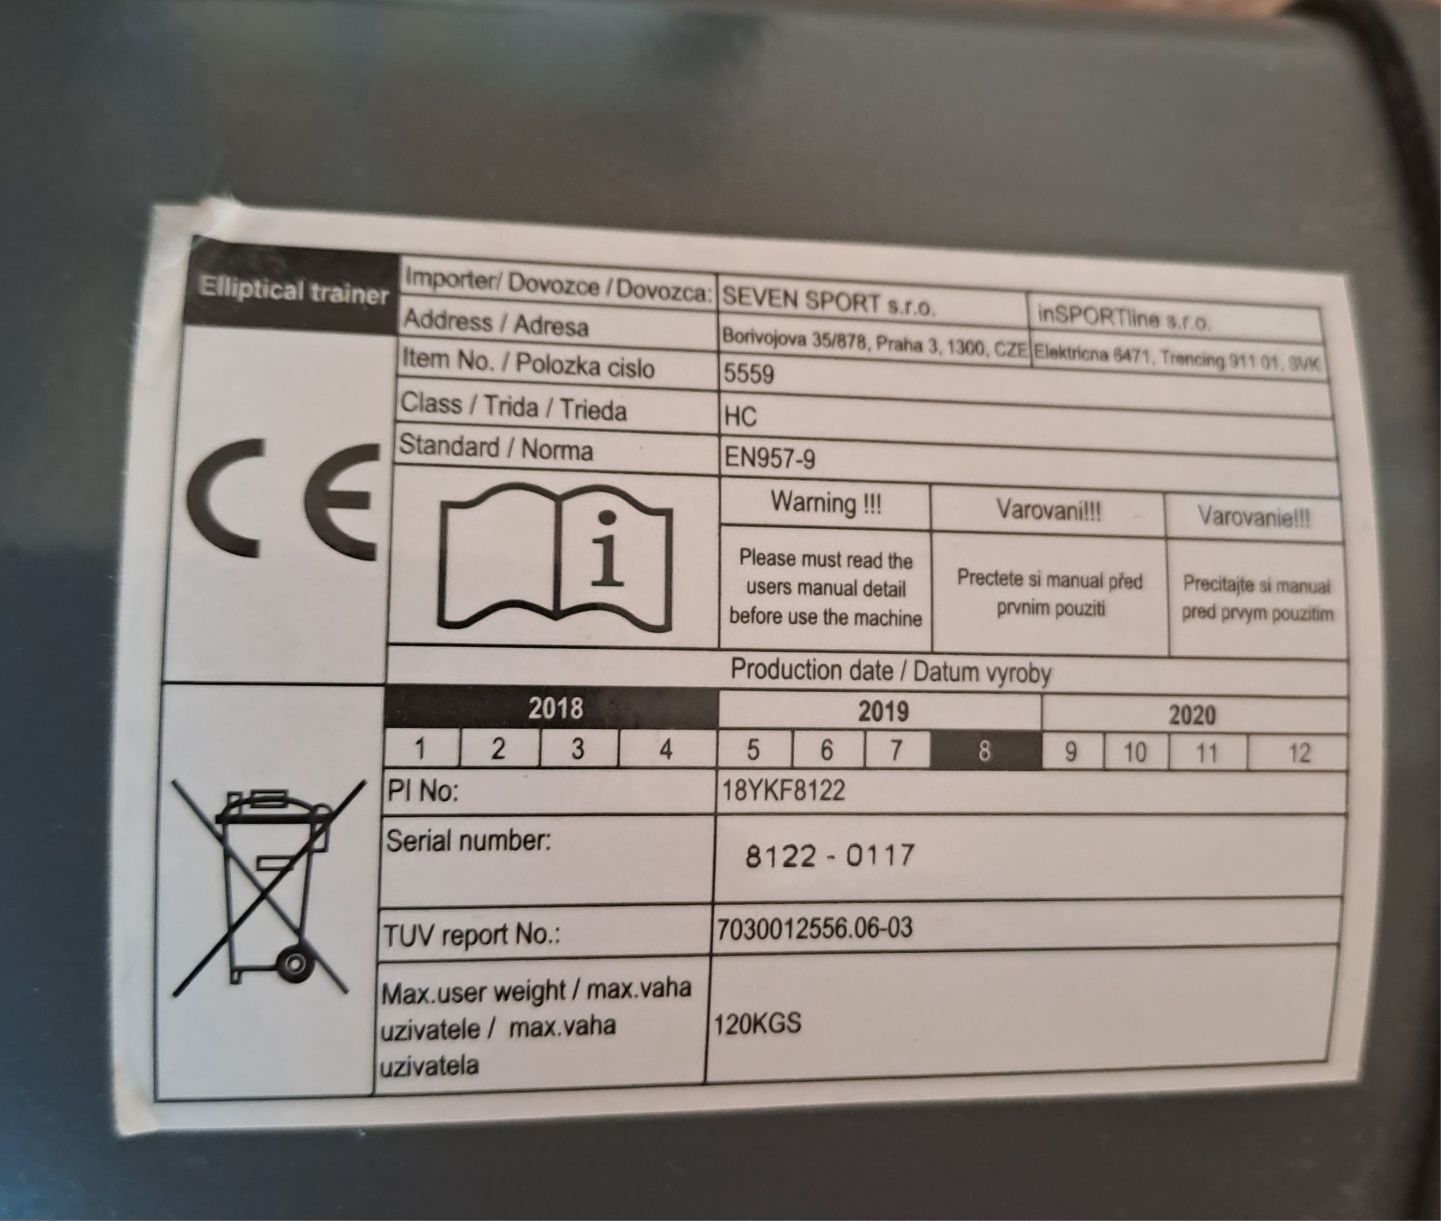 Elliptical trainer
Importer/ Dovozce / Dovozca: SEVEN SPORT s.r.o. inSPORTline s.r.o.
Address / Adresa Borivojova 35/878, Praha 3, 1300, CZE Elektricna 6471, Trencing 911 01, SVK
Item No. / Polozka cislo 5559
Class / Trida / Trieda HC
Standard / Norma EN957-9
CE
i
Warning !!! Varovani!!! Varovanie!!!
Please must read the
users manual detail
before use the machine
Prectete si manual před
prvnim pouziti
Precitajte si manual
pred prvym pouzitim
Production date / Datum vyroby
2018 2019 2020
1 2 3 4 5 6 7 8 9 10 11 12
PI No: 18YKF8122
Serial number: 8122 - 0117
TUV report No.: 7030012556.06-03
Max.user weight / max.vaha
uzivatele / max.vaha
uzivatela
120KGS